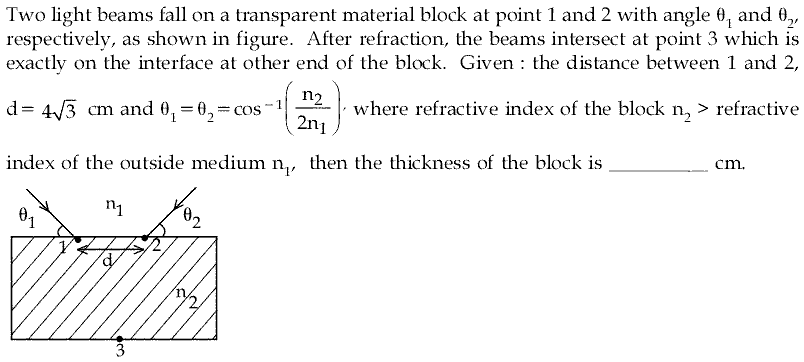 Two light beams fall on a transparent material block at point 1 and 2 with angle θ₁ and θ₂,
respectively, as shown in figure. After refraction, the beams intersect at point 3 which is
exactly on the interface at other end of the block. Given : the distance between 1 and 2,
d = 4√3 cm and θ₁ = θ₂ = cos⁻¹(n₂/2n₁), where refractive index of the block n₂ > refractive
index of the outside medium n₁, then the thickness of the block is ________ cm.
θ₁ n₁ θ₂
1 2
d
n₂
3